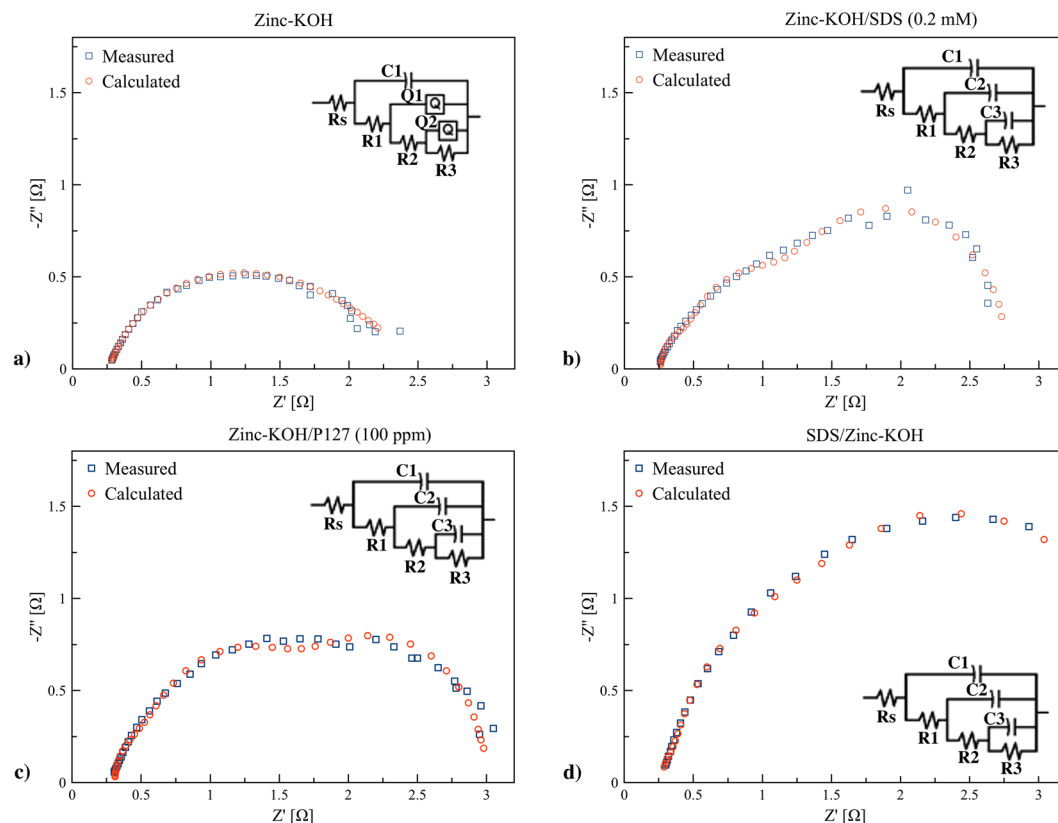 Zinc-KOH
Measured
Calculated
C1
Q1
Q
Q2
Q
Rs
R1
R2
R3
1.5
1
0.5
0
-Z'' [Ω]
0 0.5 1 1.5 2 2.5 3
Z' [Ω]
a)
Zinc-KOH/SDS (0.2 mM)
Measured
Calculated
C1
C2
C3
Rs
R1
R2
R3
1.5
1
0.5
0
-Z'' [Ω]
0 0.5 1 1.5 2 2.5 3
Z' [Ω]
b)
Zinc-KOH/P127 (100 ppm)
Measured
Calculated
C1
C2
C3
Rs
R1
R2
R3
1.5
1
0.5
0
-Z'' [Ω]
0 0.5 1 1.5 2 2.5 3
Z' [Ω]
c)
SDS/Zinc-KOH
Measured
Calculated
C1
C2
C3
Rs
R1
R2
R3
1.5
1
0.5
0
-Z'' [Ω]
0 0.5 1 1.5 2 2.5 3
Z' [Ω]
d)